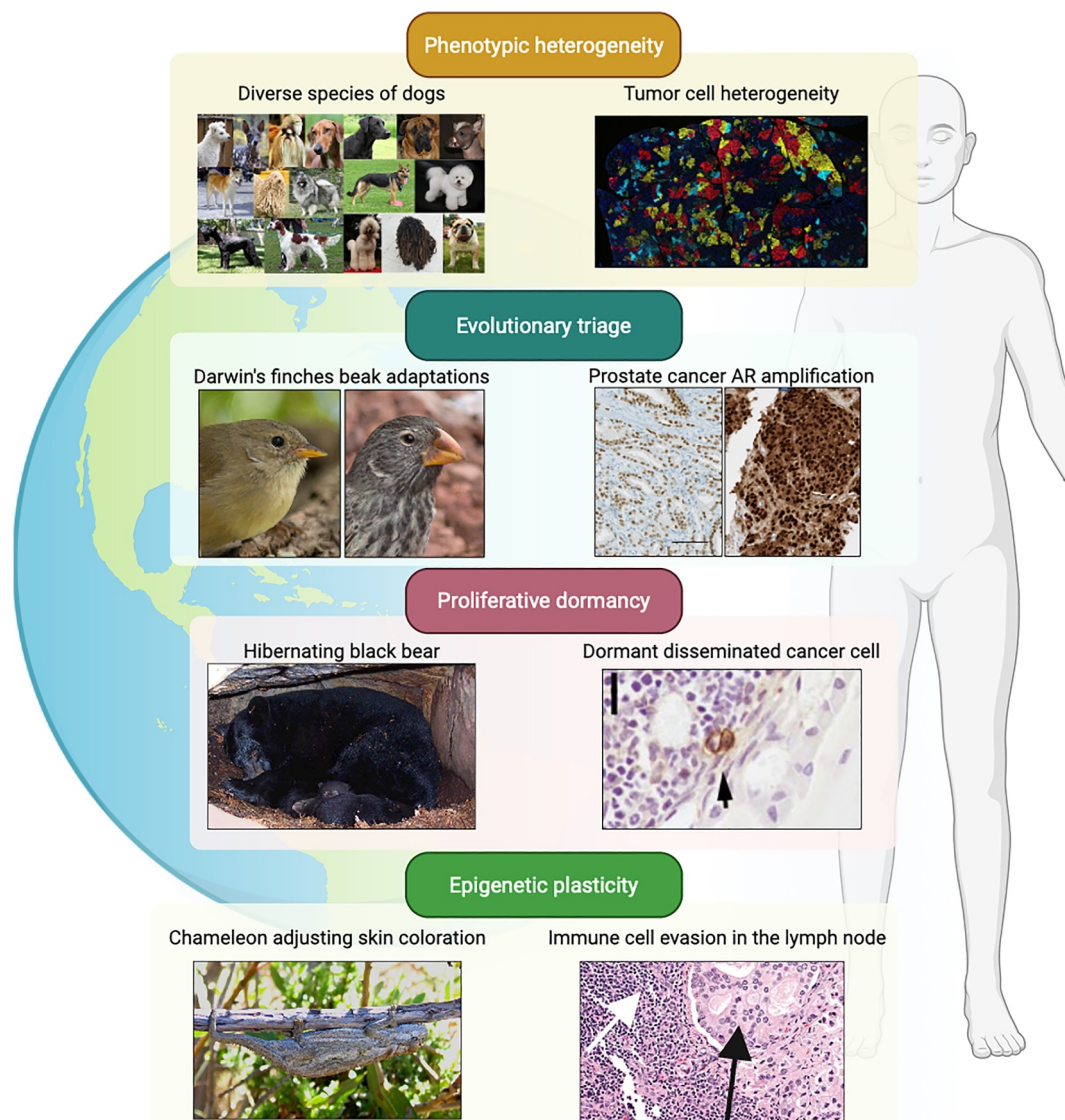 Phenotypic heterogeneity
Diverse species of dogs
Tumor cell heterogeneity
Evolutionary triage
Darwin's finches beak adaptations
Prostate cancer AR amplification
Proliferative dormancy
Hibernating black bear
Dormant disseminated cancer cell
Epigenetic plasticity
Chameleon adjusting skin coloration
Immune cell evasion in the lymph node